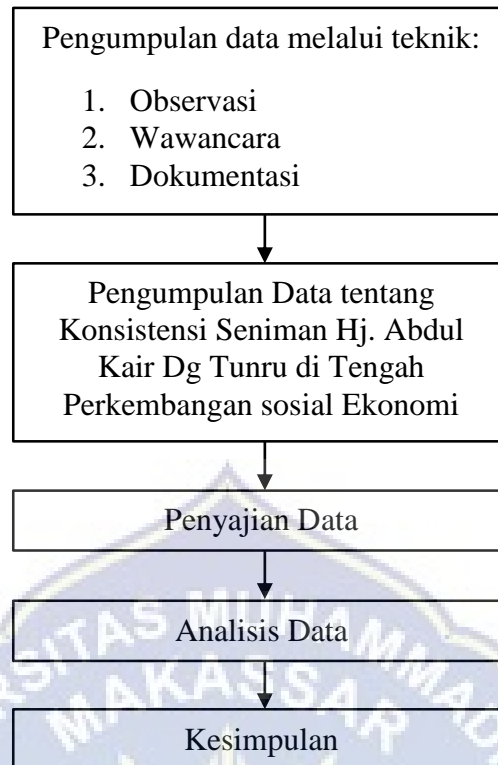 Pengumpulan data melalui teknik:
1. Observasi
2. Wawancara
3. Dokumentasi
Pengumpulan Data tentang
Konsistensi Seniman Hj. Abdul
Kair Dg Tunru di Tengah
Perkembangan sosial Ekonomi
Penyajian Data
Analisis Data
Kesimpulan
MAKASSAR